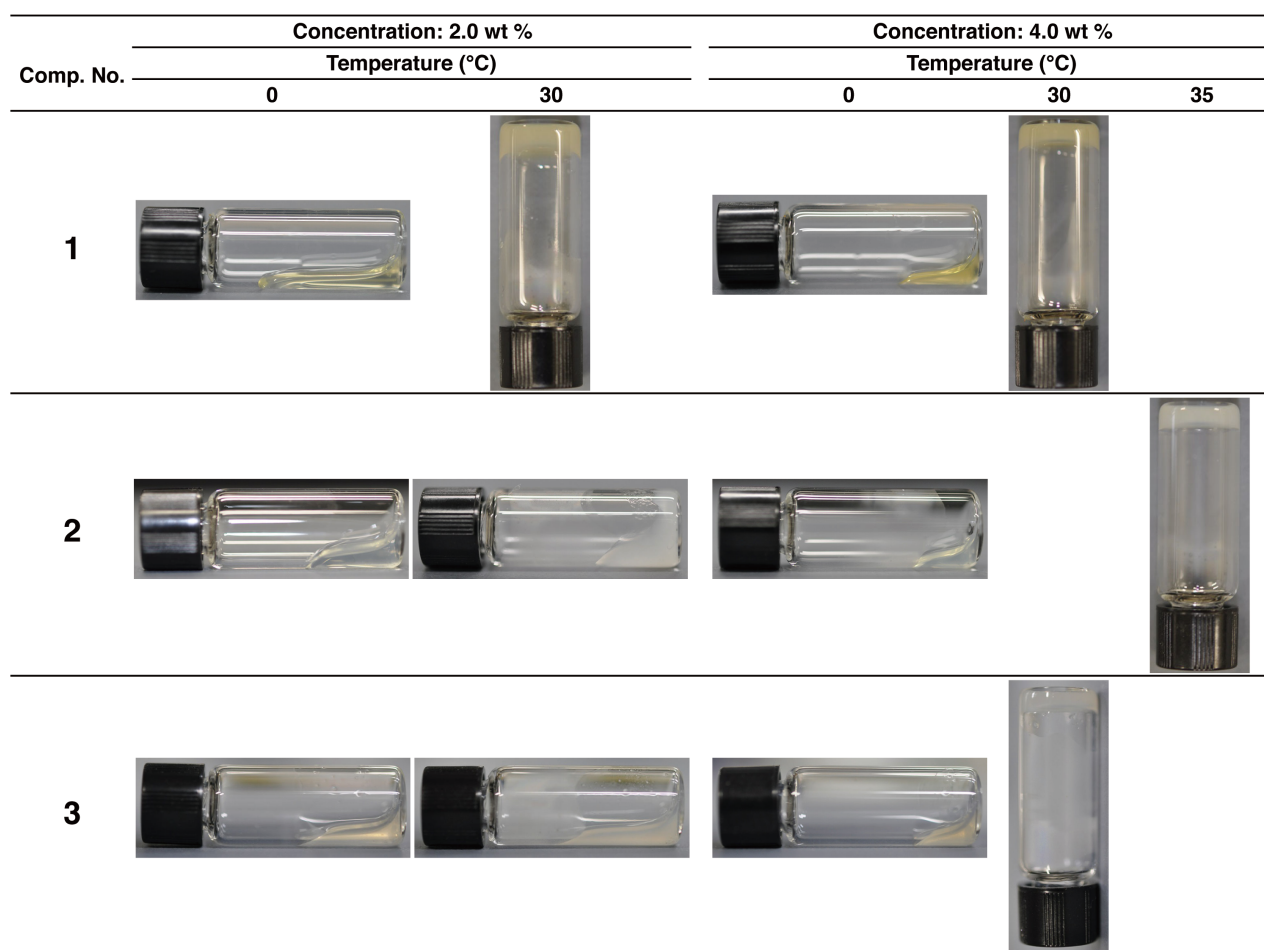 Concentration: 2.0 wt % Concentration: 4.0 wt %
Comp. No. Temperature (°C) Temperature (°C)
0 30 0 30 35
1
2
3